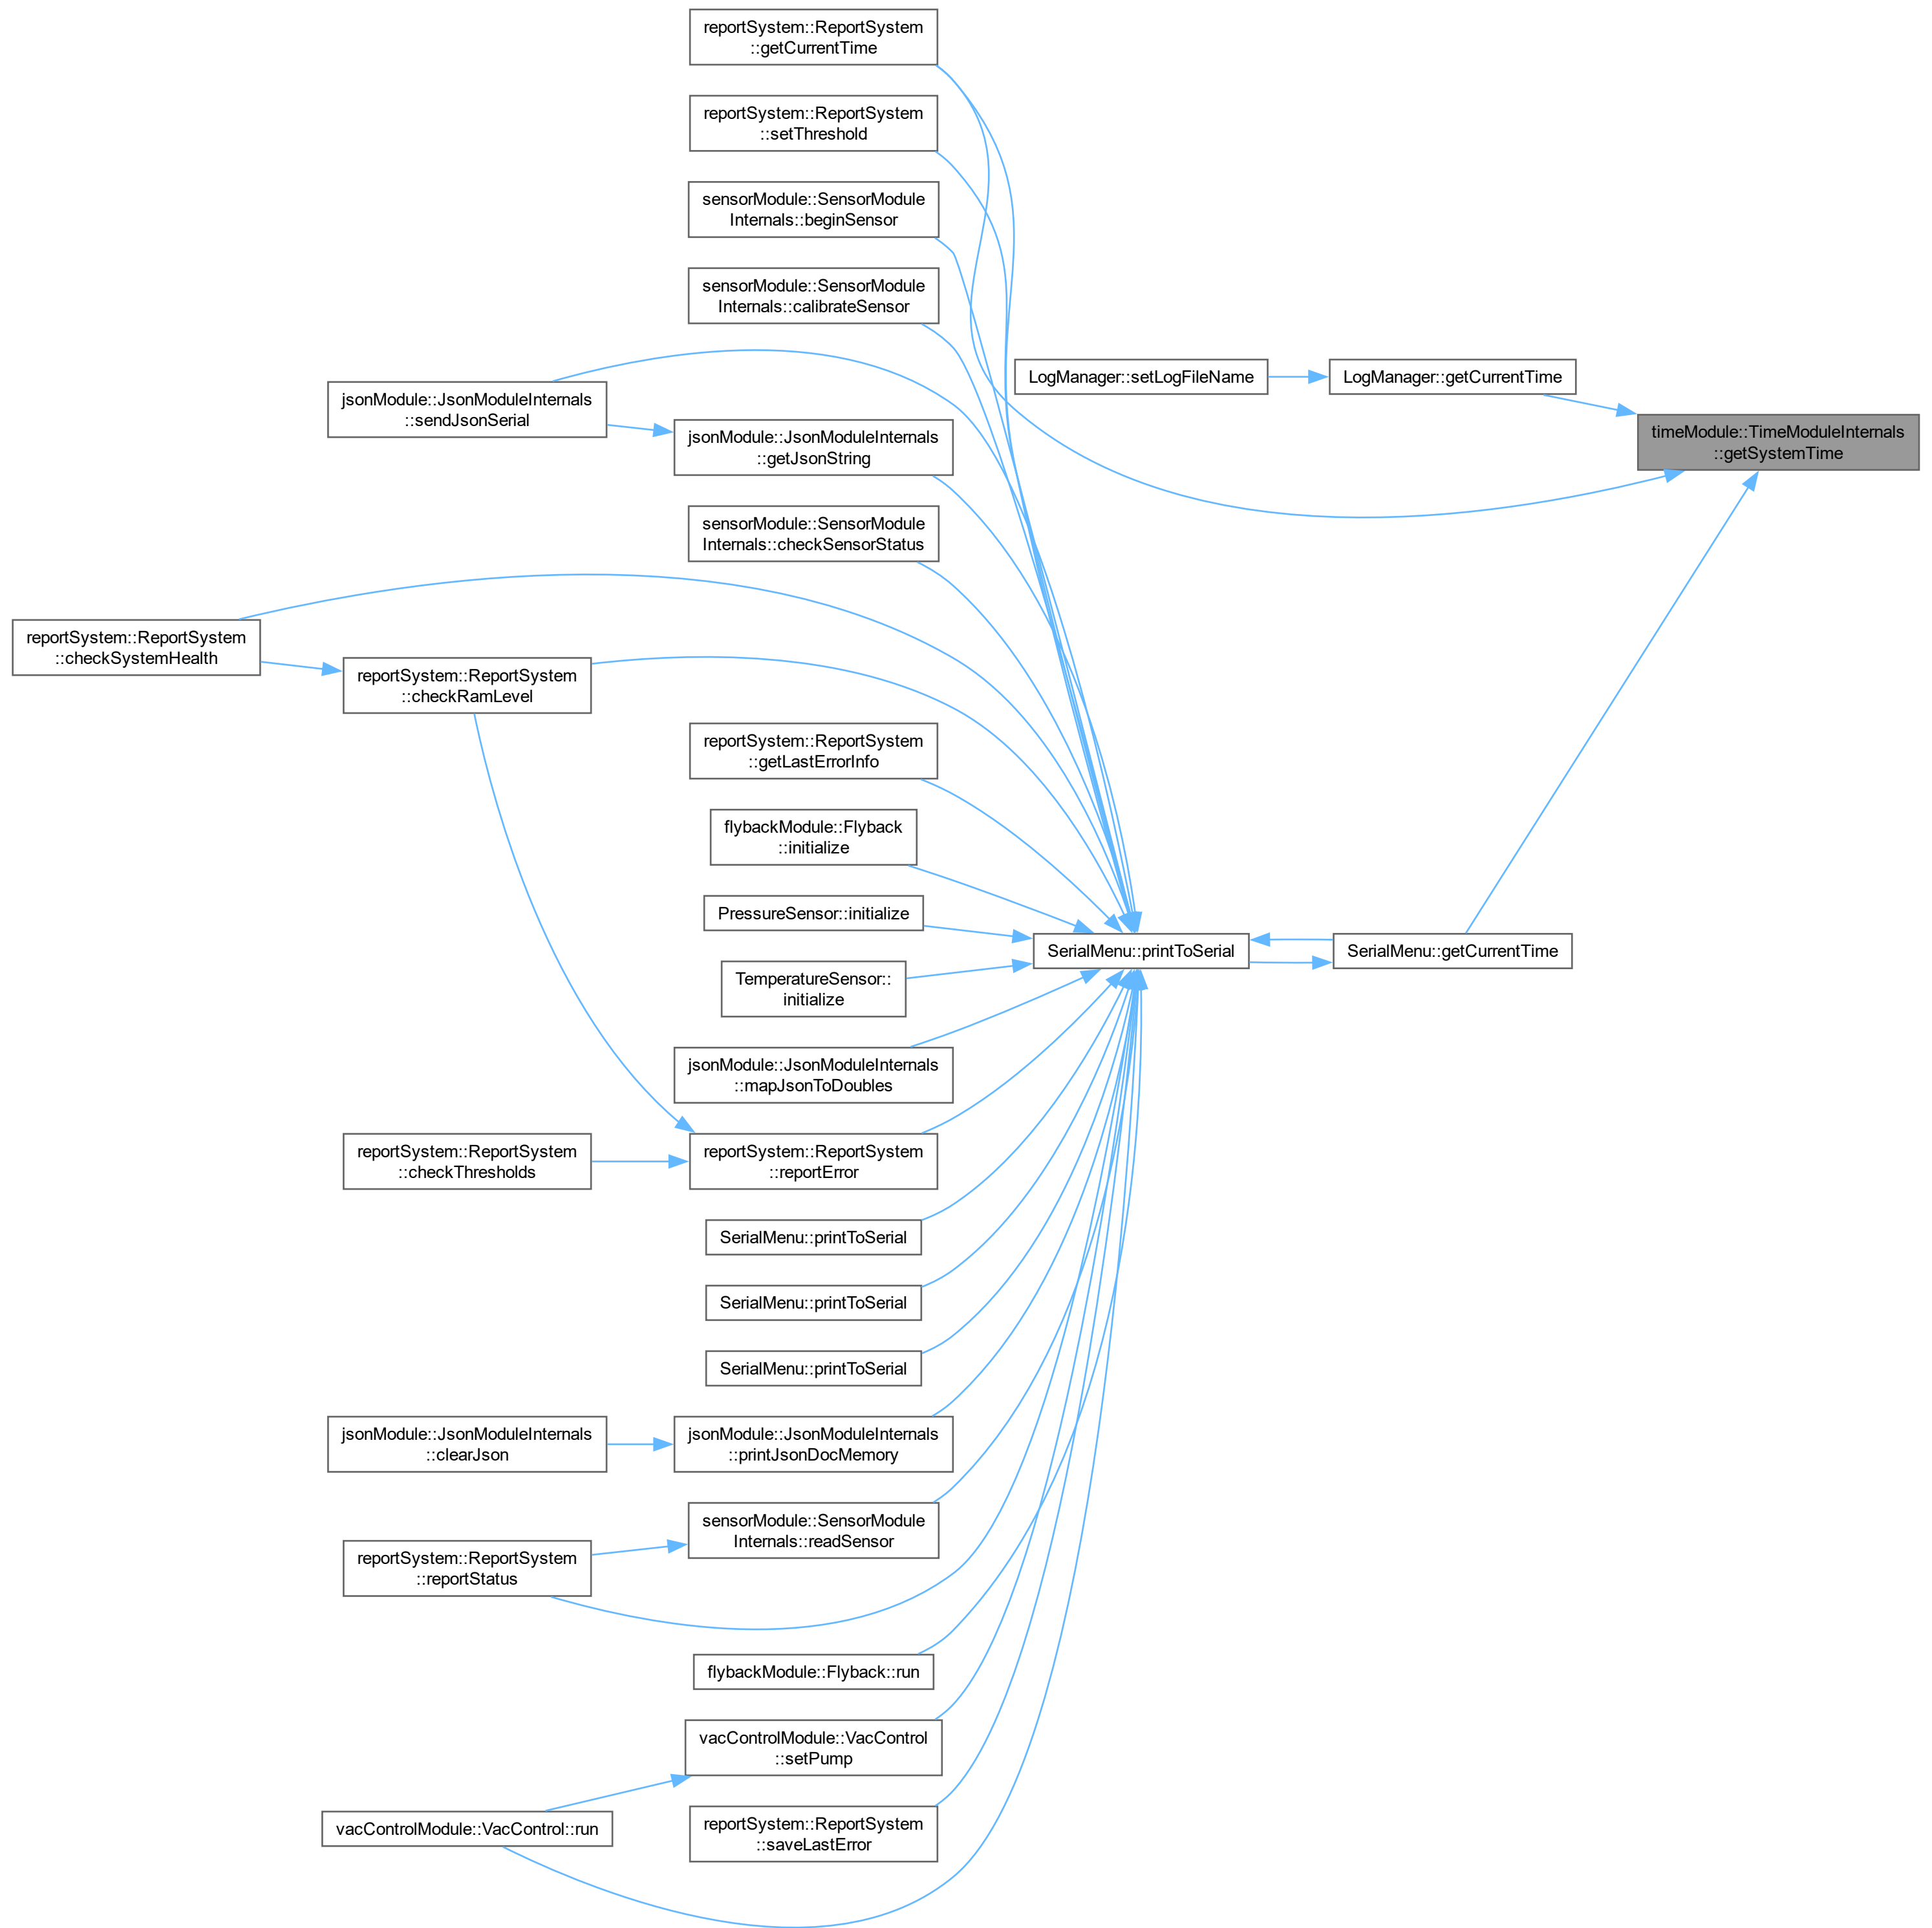 reportSystem::ReportSystem
::getCurrentTime
reportSystem::ReportSystem
::setThreshold
sensorModule::SensorModule
Internals::beginSensor
sensorModule::SensorModule
Internals::calibrateSensor
LogManager::setLogFileName
LogManager::getCurrentTime
jsonModule::JsonModuleInternals
::sendJsonSerial
jsonModule::JsonModuleInternals
::getJsonString
timeModule::TimeModuleInternals
::getSystemTime
sensorModule::SensorModule
Internals::checkSensorStatus
reportSystem::ReportSystem
::checkSystemHealth
reportSystem::ReportSystem
::checkRamLevel
reportSystem::ReportSystem
::getLastErrorInfo
flybackModule::Flyback
::initialize
PressureSensor::initialize
SerialMenu::printToSerial
SerialMenu::getCurrentTime
TemperatureSensor::
initialize
jsonModule::JsonModuleInternals
::mapJsonToDoubles
reportSystem::ReportSystem
::checkThresholds
reportSystem::ReportSystem
::reportError
SerialMenu::printToSerial
SerialMenu::printToSerial
SerialMenu::printToSerial
jsonModule::JsonModuleInternals
::clearJson
jsonModule::JsonModuleInternals
::printJsonDocMemory
sensorModule::SensorModule
Internals::readSensor
reportSystem::ReportSystem
::reportStatus
flybackModule::Flyback::run
vacControlModule::VacControl
::setPump
vacControlModule::VacControl::run
reportSystem::ReportSystem
::saveLastError